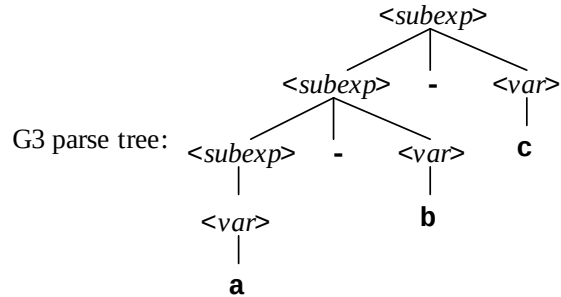 <subexp>
<subexp> - <var>
G3 parse tree: <subexp> - <var> c
<var> b
a